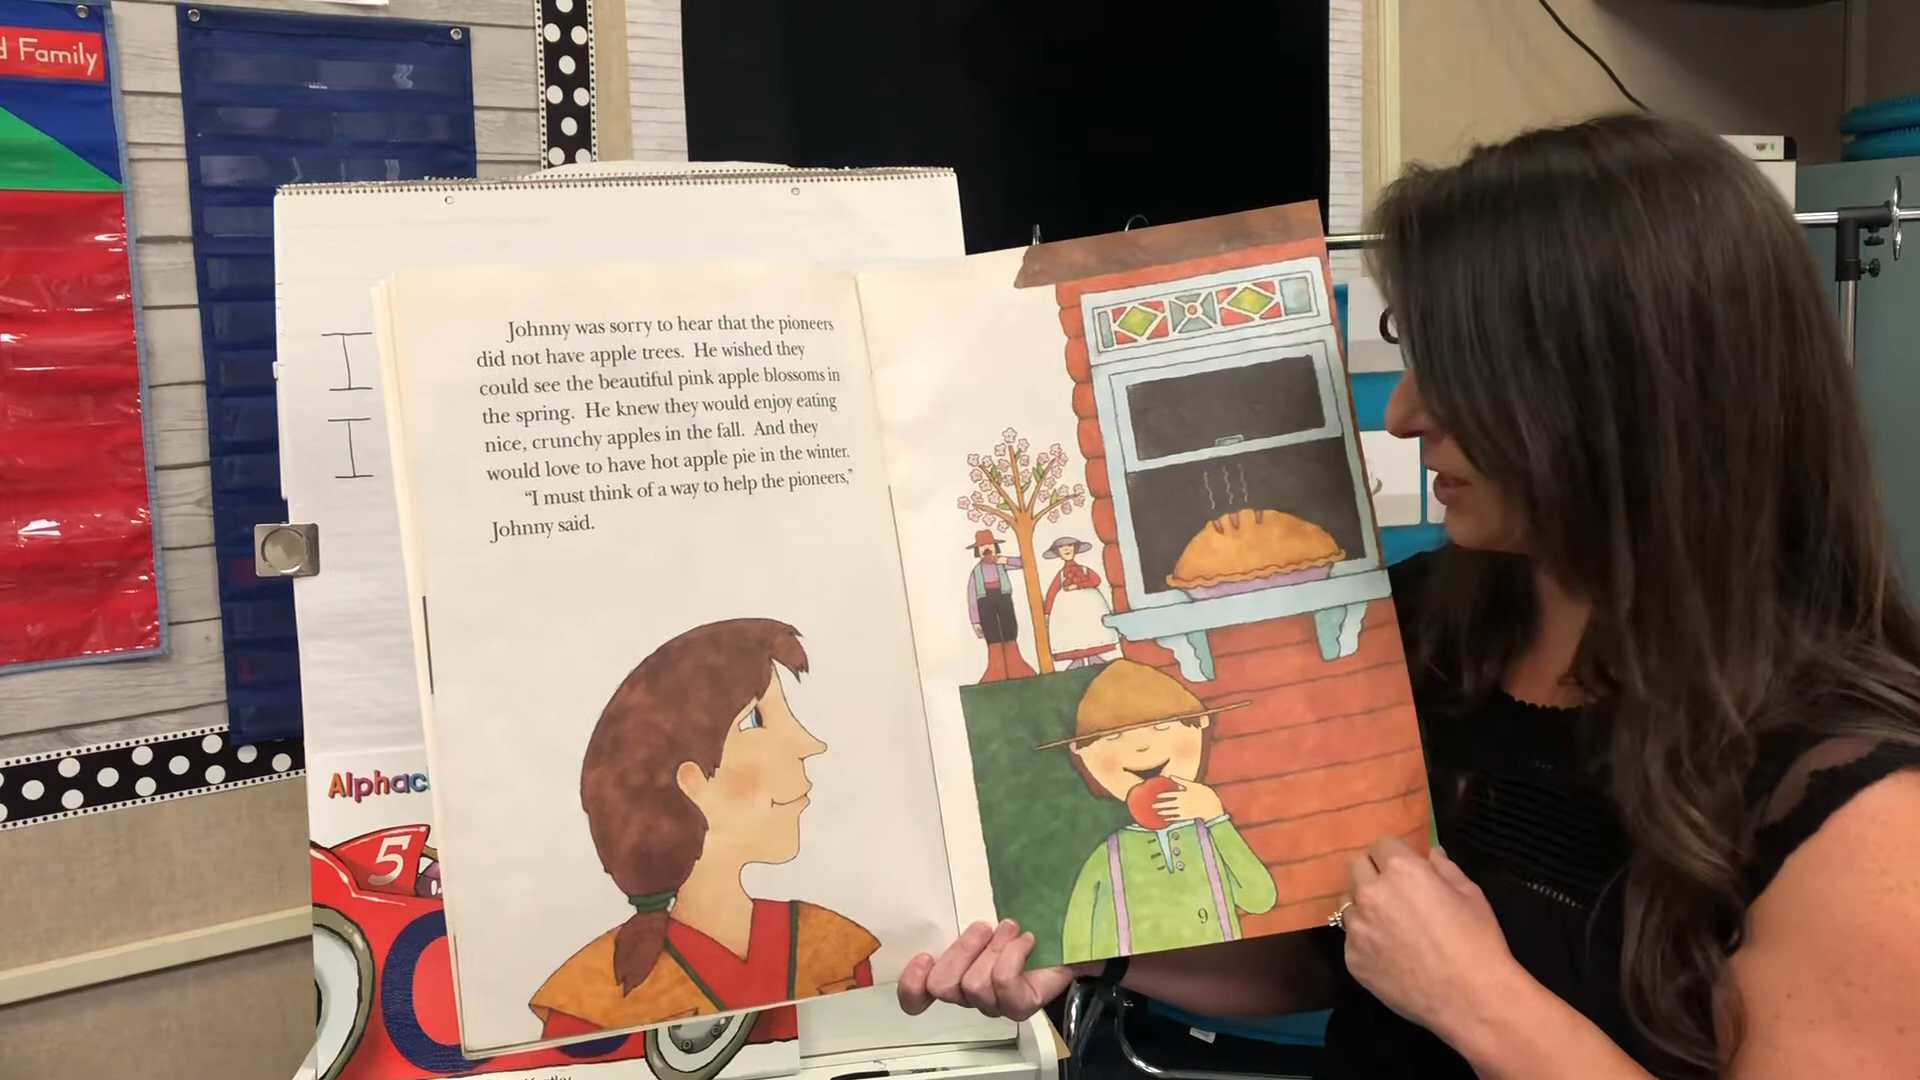 d Family
Johnny was sorry to hear that the pioneers
did not have apple trees. He wished they
could see the beautiful pink apple blossoms in
the spring. He knew they would enjoy eating
nice, crunchy apples in the fall. And they
would love to have hot apple pie in the winter.
"I must think of a way to help the pioneers,"
Johnny said.
9
Alphac
5